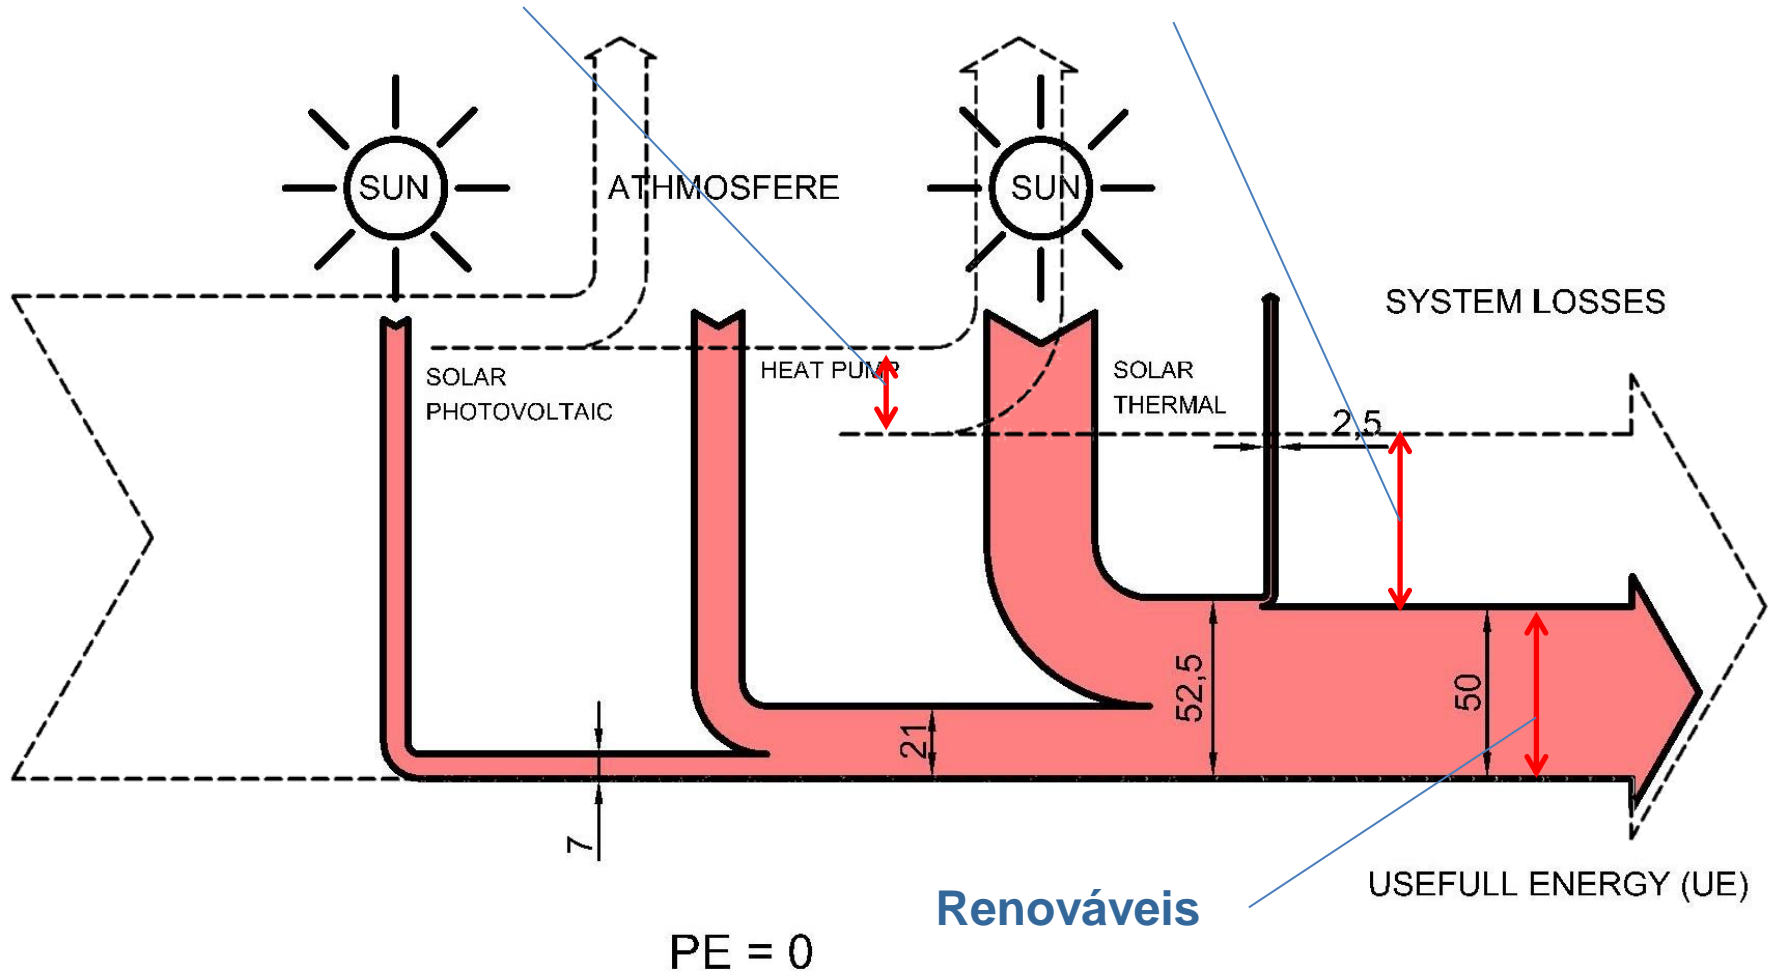 SUN
ATHMOSFERE
SUN
SYSTEM LOSSES
SOLAR
PHOTOVOLTAIC
HEAT PUMP
SOLAR
THERMAL
2,5
52,5
50
21
7
USEFULL ENERGY (UE)
Renováveis
PE = 0